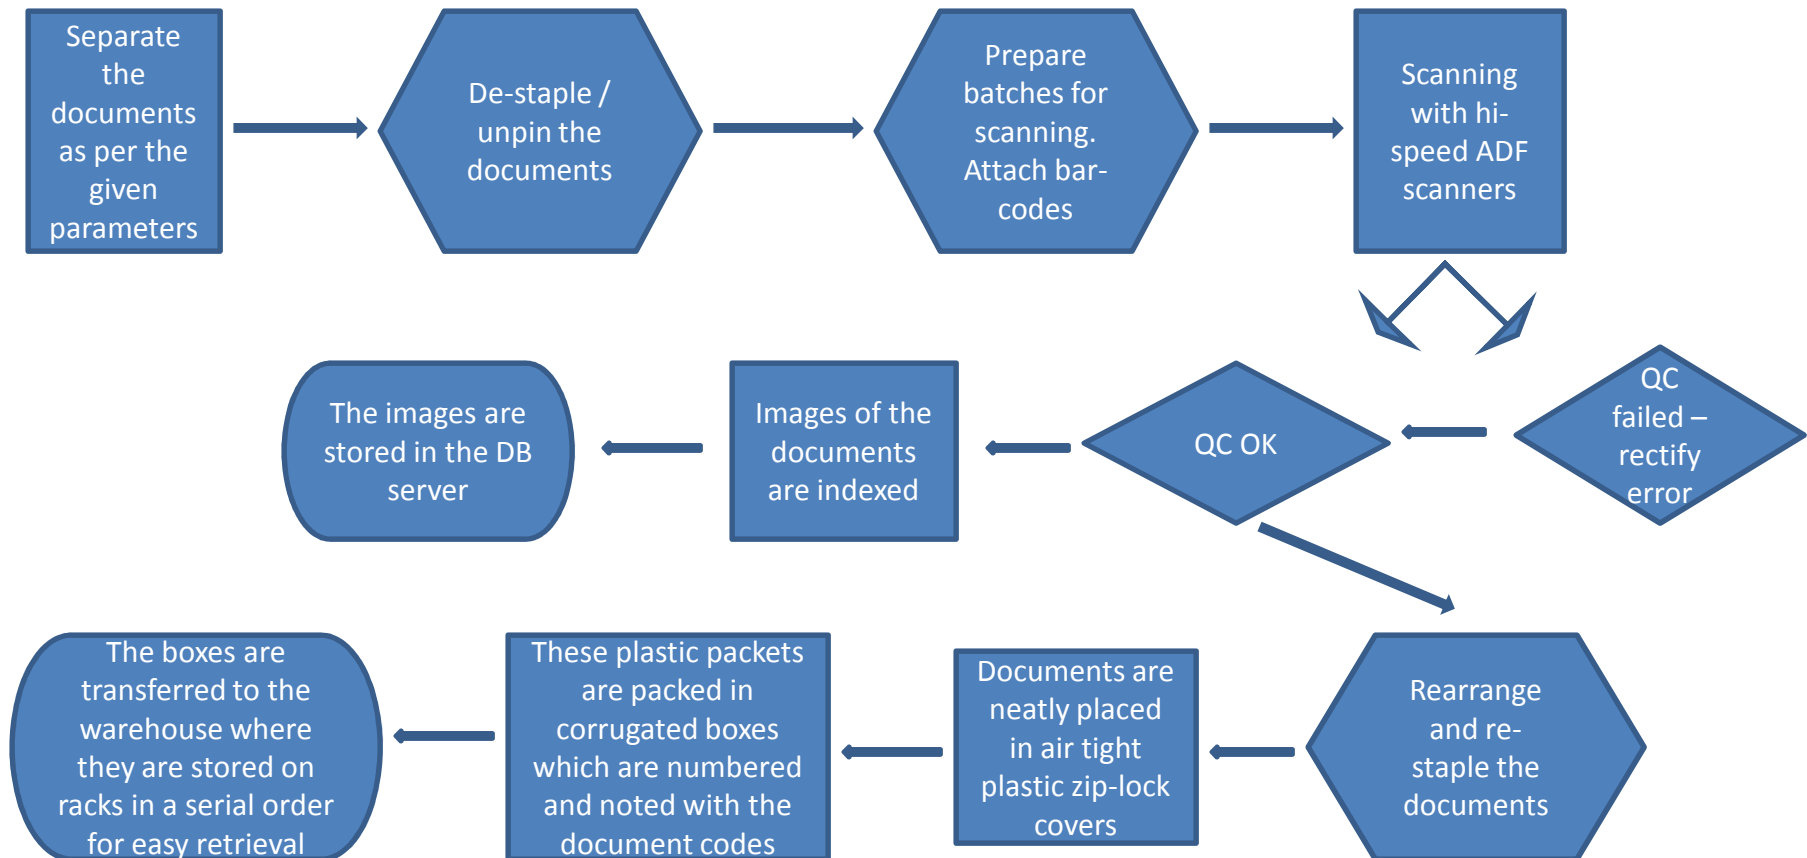 Separate
the
documents
as per the
given
parameters
De-staple /
unpin the
documents
Prepare
batches for
scanning.
Attach bar-
codes
Scanning
with hi-
speed ADF
scanners
QC
failed –
rectify
error
QC OK
Images of the
documents
are indexed
The images are
stored in the DB
server
Rearrange
and re-
staple the
documents
Documents are
neatly placed
in air tight
plastic zip-lock
covers
These plastic packets
are packed in
corrugated boxes
which are numbered
and noted with the
document codes
The boxes are
transferred to the
warehouse where
they are stored on
racks in a serial order
for easy retrieval